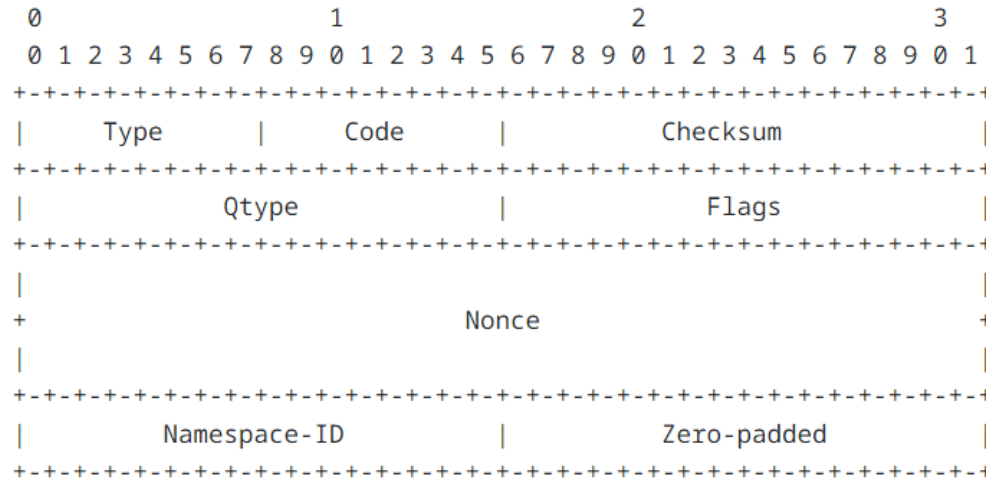 0                   1                   2                   3
 0 1 2 3 4 5 6 7 8 9 0 1 2 3 4 5 6 7 8 9 0 1 2 3 4 5 6 7 8 9 0 1
+-+-+-+-+-+-+-+-+-+-+-+-+-+-+-+-+-+-+-+-+-+-+-+-+-+-+-+-+-+-+-+-+
|     Type      |     Code      |          Checksum             |
+-+-+-+-+-+-+-+-+-+-+-+-+-+-+-+-+-+-+-+-+-+-+-+-+-+-+-+-+-+-+-+-+
|             Qtype             |             Flags             |
+-+-+-+-+-+-+-+-+-+-+-+-+-+-+-+-+-+-+-+-+-+-+-+-+-+-+-+-+-+-+-+-+
|                                                               |
+                             Nonce                             +
|                                                               |
+-+-+-+-+-+-+-+-+-+-+-+-+-+-+-+-+-+-+-+-+-+-+-+-+-+-+-+-+-+-+-+-+
|         Namespace-ID          |          Zero-padded          |
+-+-+-+-+-+-+-+-+-+-+-+-+-+-+-+-+-+-+-+-+-+-+-+-+-+-+-+-+-+-+-+-+